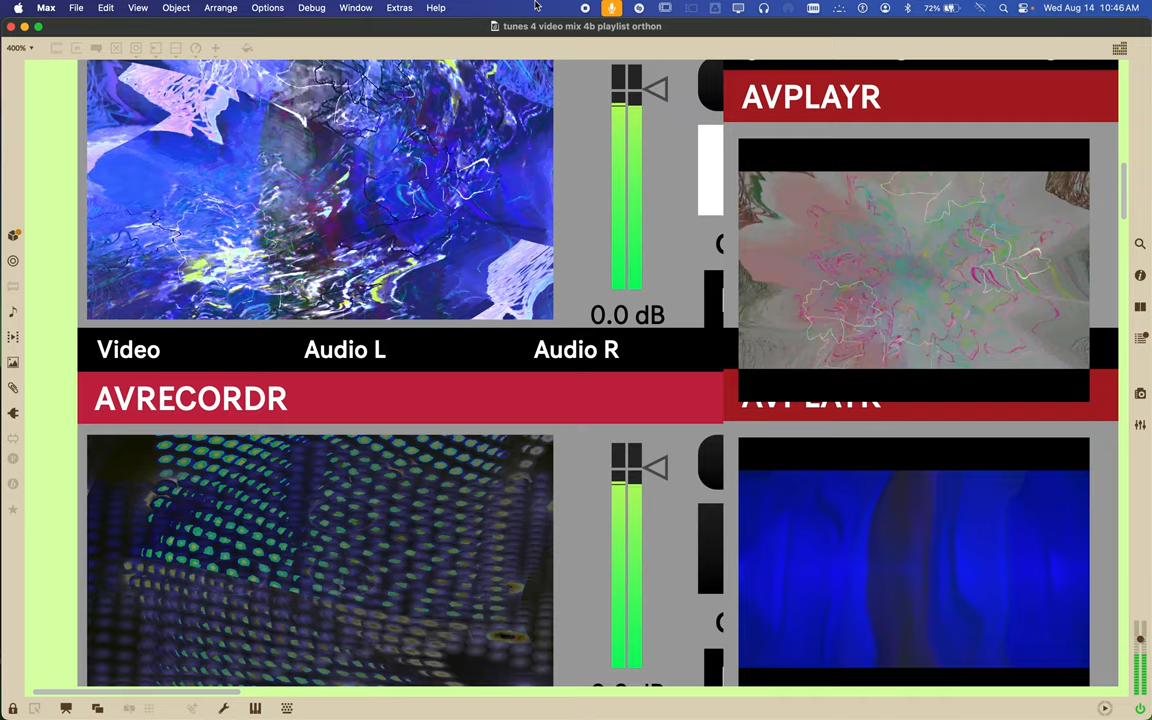 Max File Edit View Object Arrange Options Debug Window Extras Help 72% Wed Aug 14 10:46 AM
tunes 4 video mix 4b playlist orthon
400%
AVPLAYR
0.0 dB
Video Audio L Audio R
AVRECORDR
AVPLAYR